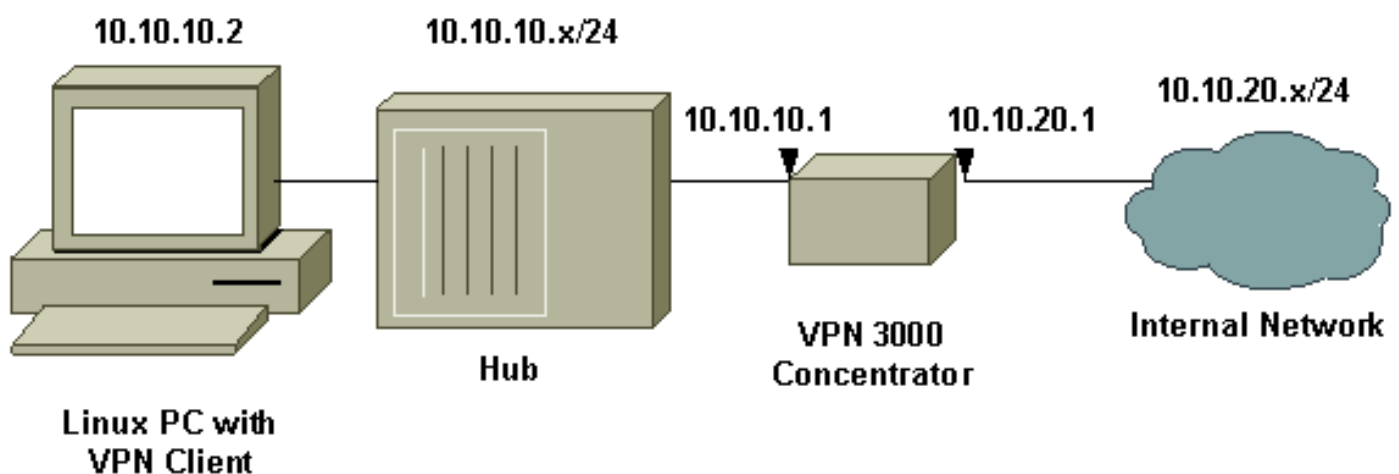 10.10.10.2
10.10.10.x/24
10.10.10.1
10.10.20.1
10.10.20.x/24
Linux PC with
VPN Client
Hub
VPN 3000
Concentrator
Internal Network